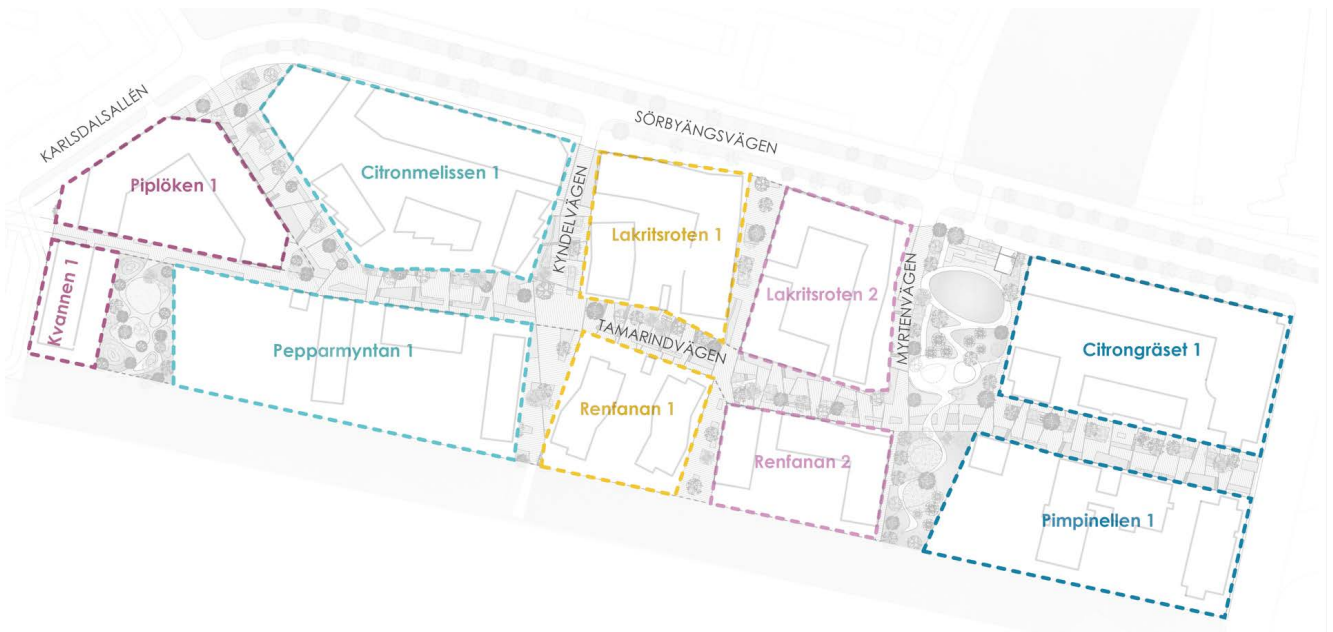 KARLSDALSALLÉN
SÖRBYÄNGSVÄGEN
Piplöken 1
Citronmelissen 1
KYNDELVÄGEN
Lakritsroten 1
Lakritsroten 2
MYRTENVÄGEN
Kvannen 1
Pepparmyntan 1
TAMARINDVÄGEN
Citrongräset 1
Renfanan 1
Renfanan 2
Pimpinellen 1